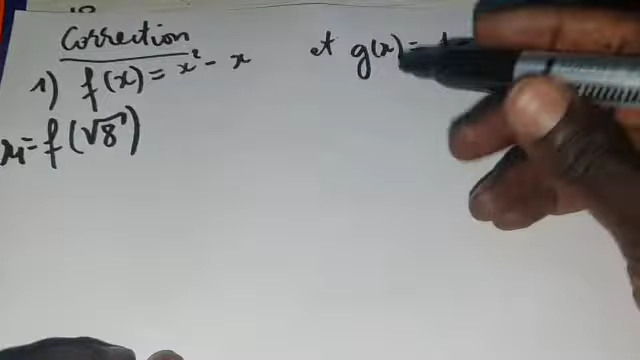 Correction
1) f(x) = x² - x et g(x) =
f(√8)